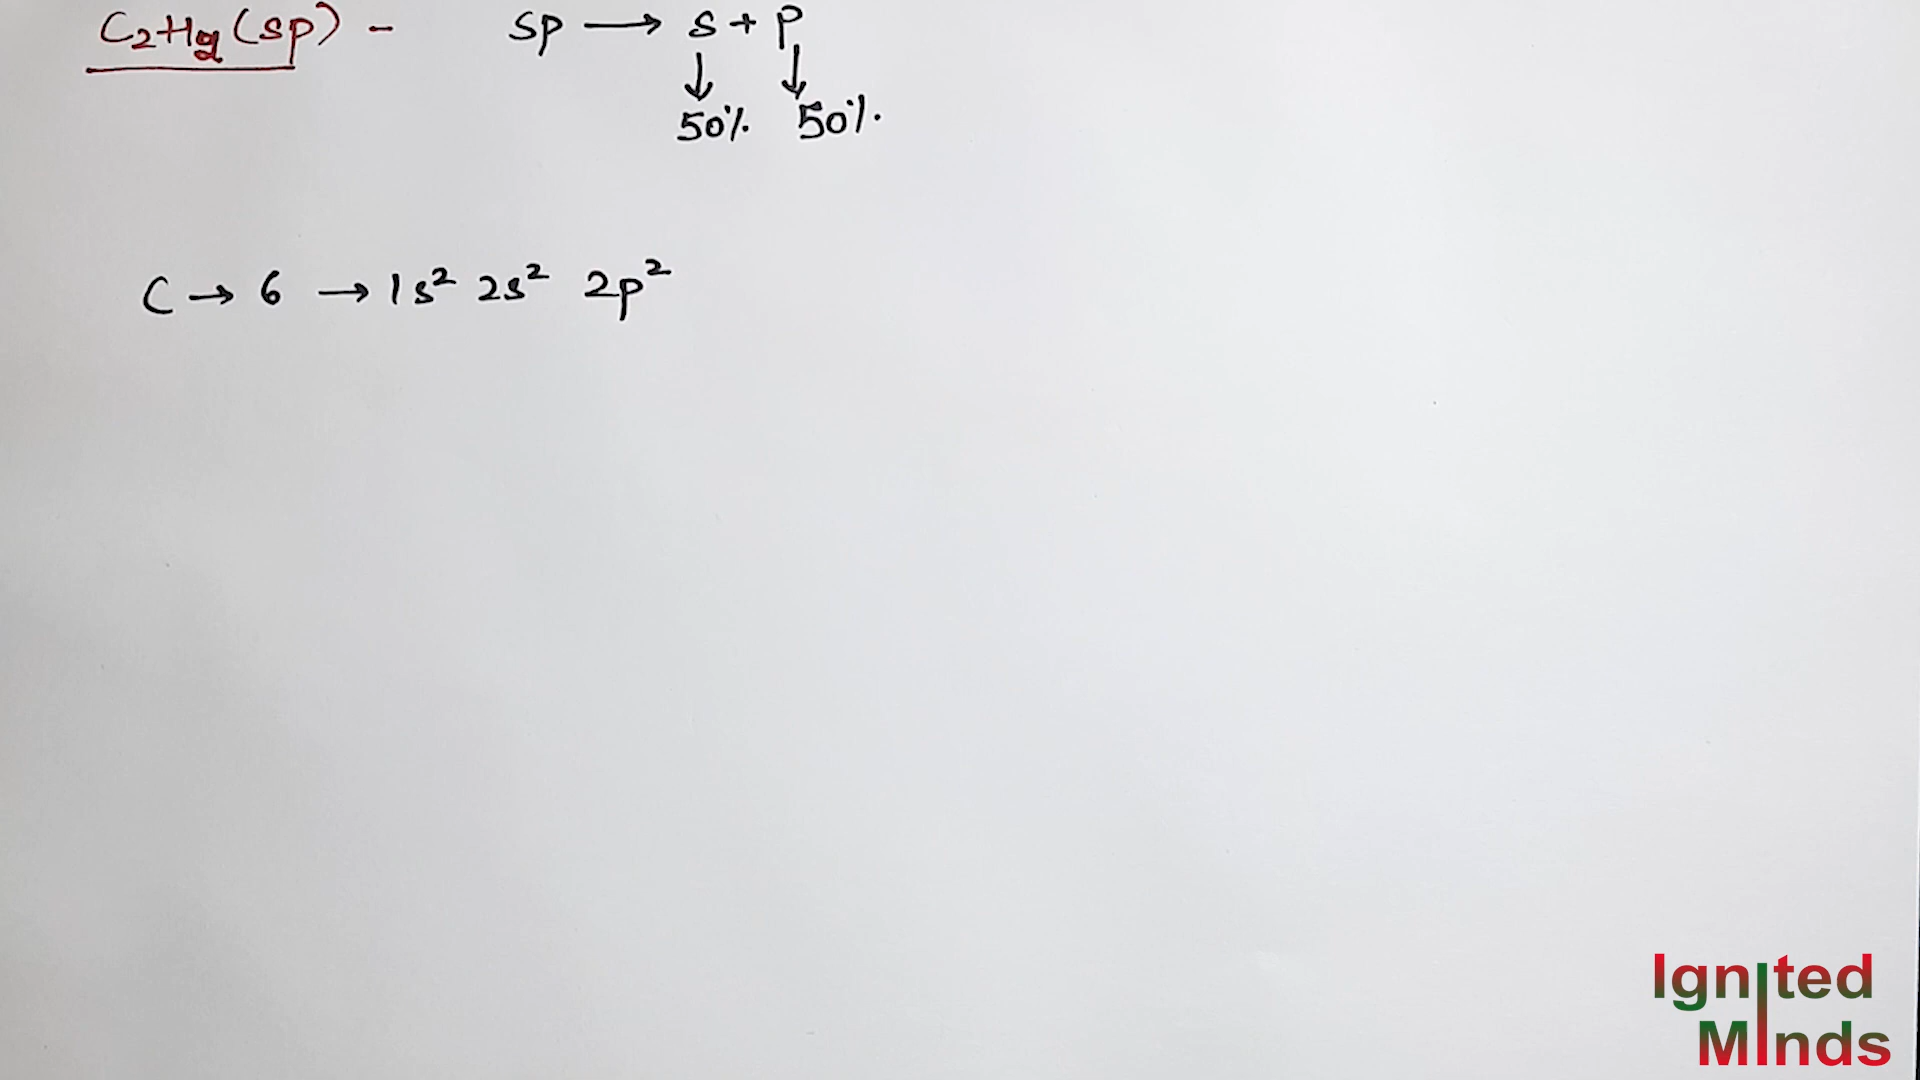 C₂H₂ (sp) - sp → s + p
↓ ↓
50% 50%
C → 6 → 1s² 2s² 2p²
Ignited
Minds